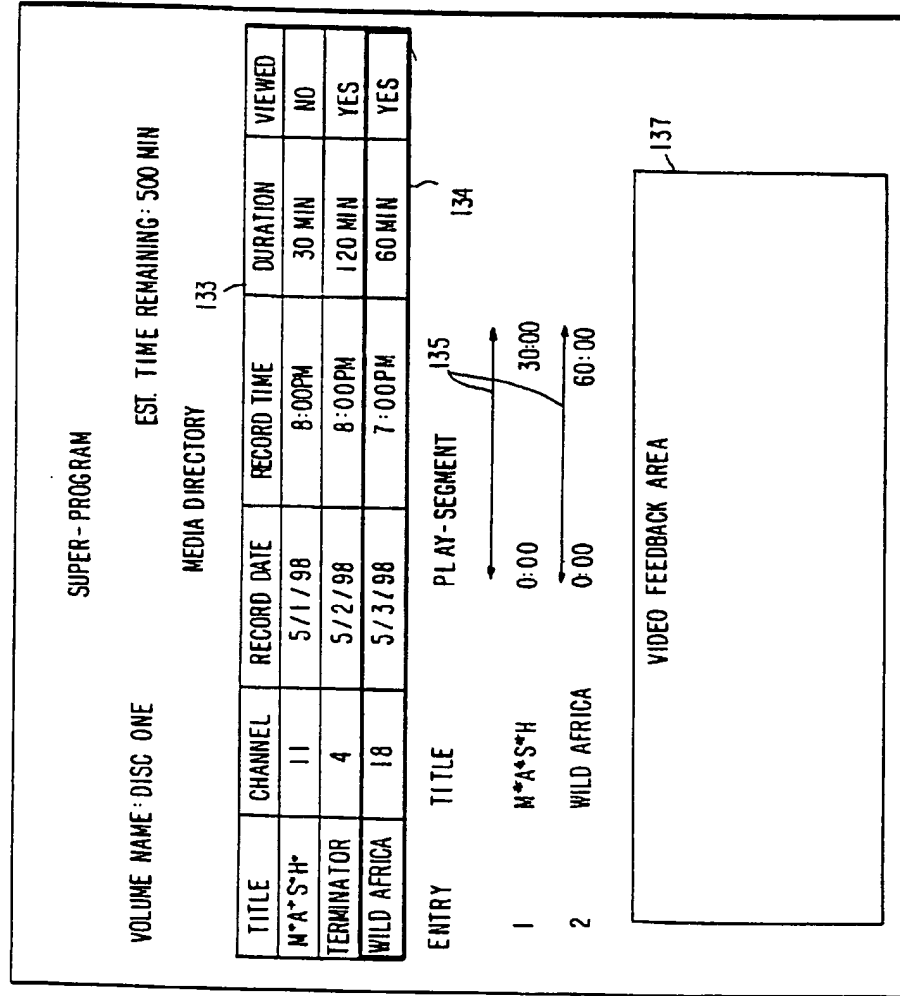 SUPER-PROGRAM
VOLUME NAME: DISC ONE EST. TIME REMAINING: 500 MIN
MEDIA DIRECTORY
133
TITLE CHANNEL RECORD DATE RECORD TIME DURATION VIEWED
M*A*S*H* 11 5/1/98 8:00PM 30 MIN NO
TERMINATOR 4 5/2/98 8:00PM 120 MIN YES
WILD AFRICA 18 5/3/98 7:00PM 60 MIN YES
134
ENTRY TITLE PLAY-SEGMENT 135
1 M*A*S*H 0:00 30:00
2 WILD AFRICA 0:00 60:00
137
VIDEO FEEDBACK AREA